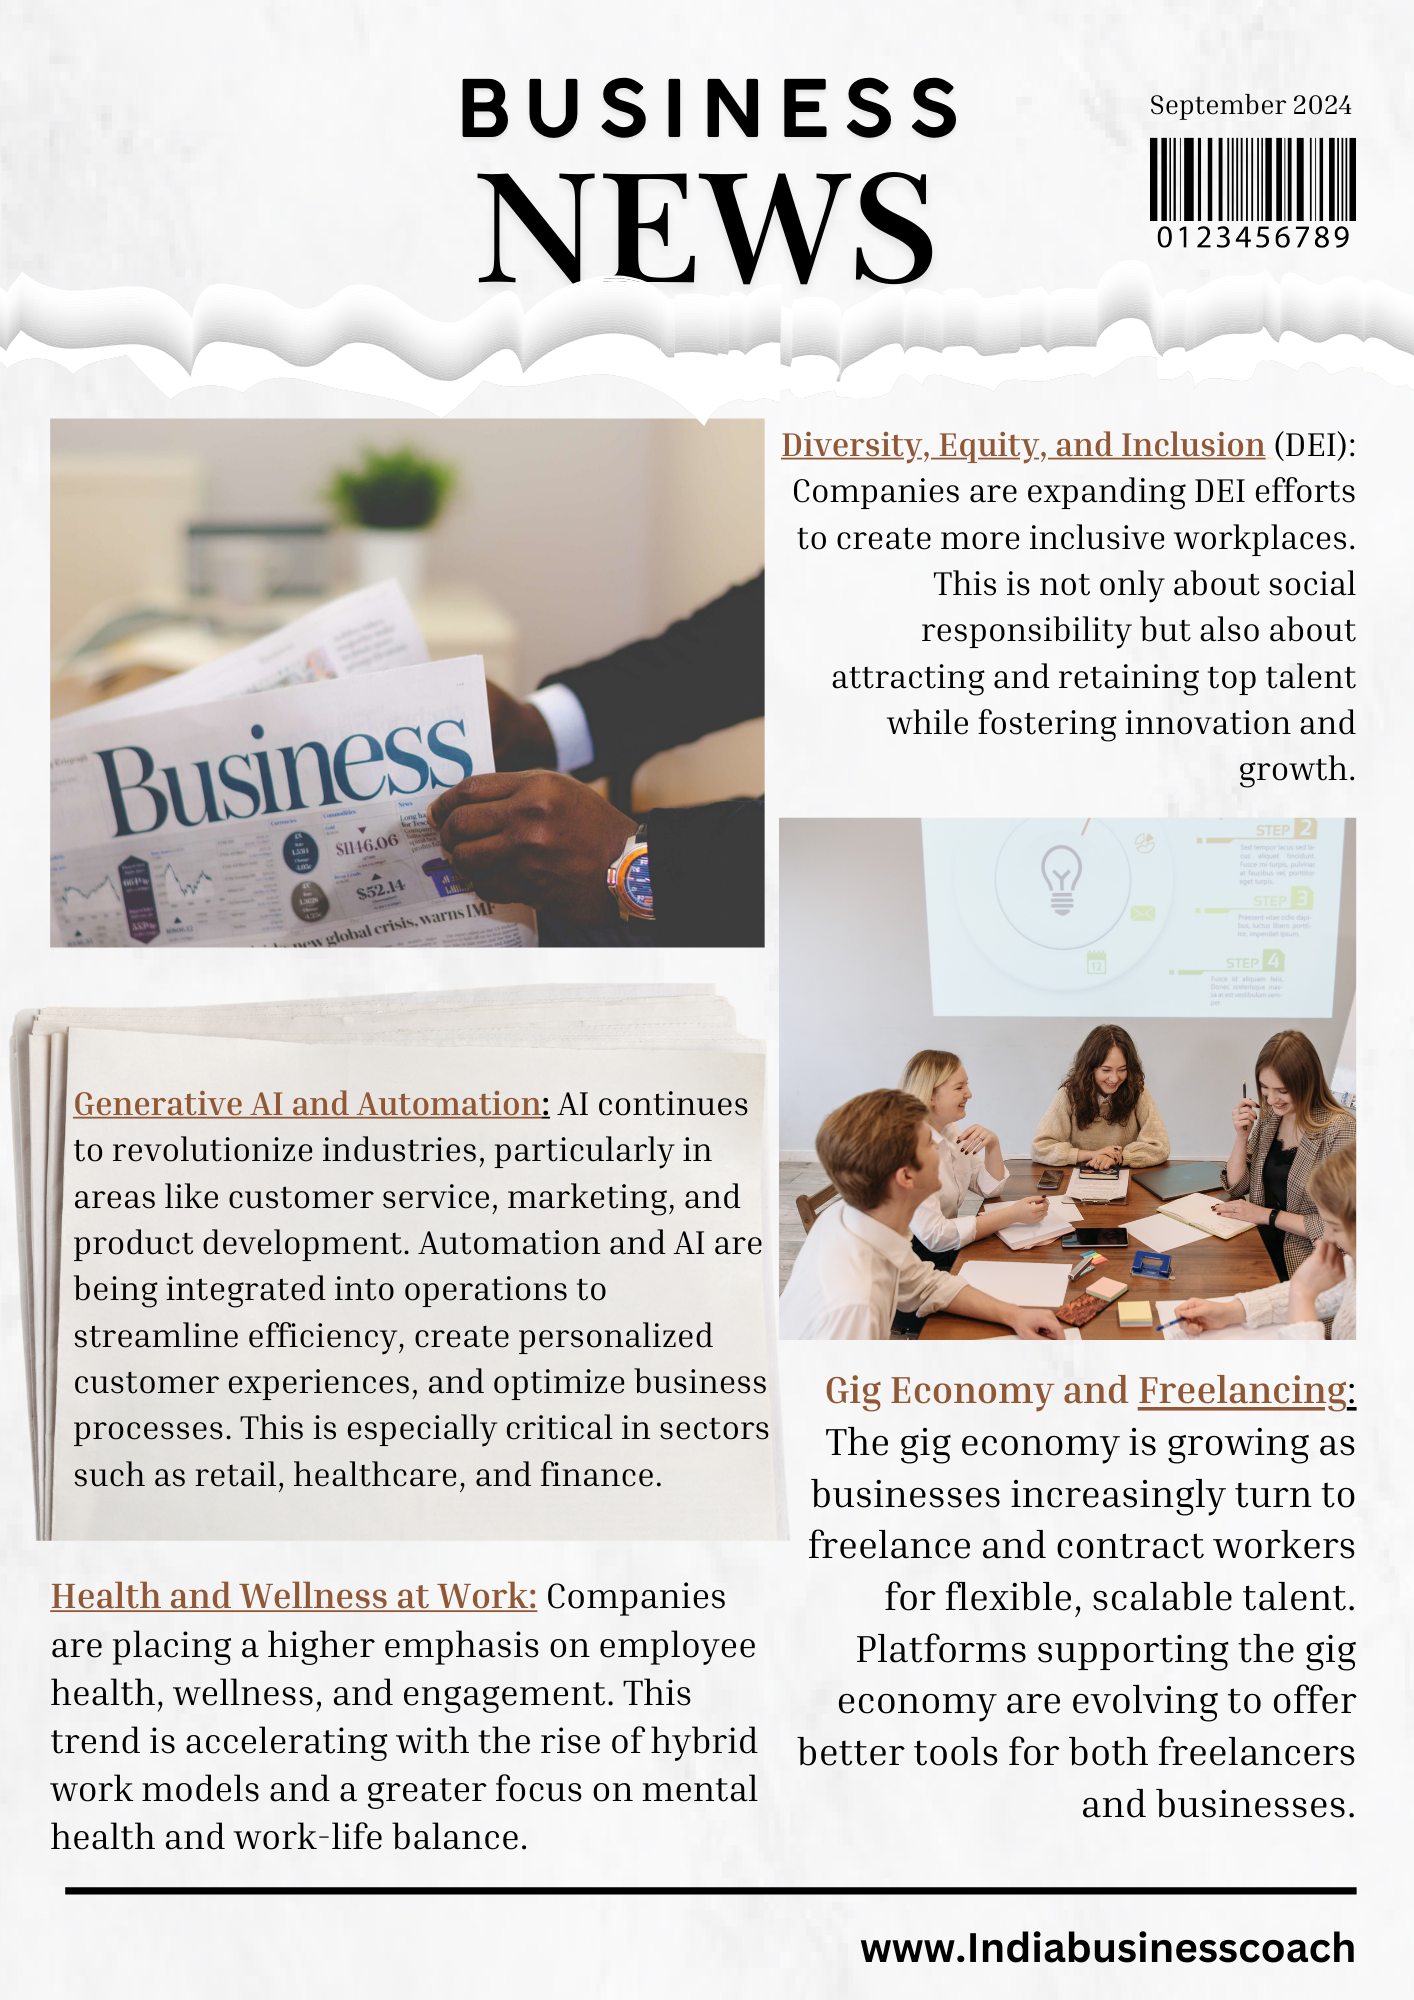 BUSINESS
NEWS
September 2024
0123456789
Business
Currencies
Commodities
News
$1146.06
$52.14
new global crisis, warns IMF
Diversity, Equity, and Inclusion (DEI):
Companies are expanding DEI efforts
to create more inclusive workplaces.
This is not only about social
responsibility but also about
attracting and retaining top talent
while fostering innovation and
growth.
STEP 2
STEP 3
STEP 4
12
Generative AI and Automation: AI continues
to revolutionize industries, particularly in
areas like customer service, marketing, and
product development. Automation and AI are
being integrated into operations to
streamline efficiency, create personalized
customer experiences, and optimize business
processes. This is especially critical in sectors
such as retail, healthcare, and finance.
Health and Wellness at Work: Companies
are placing a higher emphasis on employee
health, wellness, and engagement. This
trend is accelerating with the rise of hybrid
work models and a greater focus on mental
health and work-life balance.
Gig Economy and Freelancing:
The gig economy is growing as
businesses increasingly turn to
freelance and contract workers
for flexible, scalable talent.
Platforms supporting the gig
economy are evolving to offer
better tools for both freelancers
and businesses.
www.Indiabusinesscoach